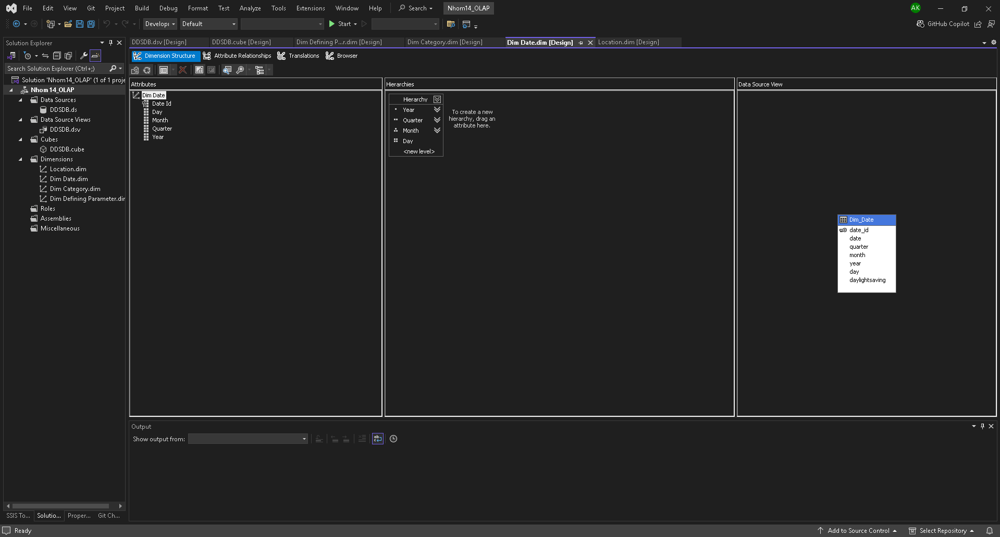 File Edit View Git Project Build Debug Format Test Analyze Tools Extensions Window Help Search Nhom14_OLAP AK
Developı Default Start GitHub Copilot
Solution Explorer
Search Solution Explorer (Ctrl+;)
Solution 'Nhom14_OLAP' (1 of 1 proje
Nhom14_OLAP
Data Sources
DDSDB.ds
Data Source Views
DDSDB.dsv
Cubes
DDSDB.cube
Dimensions
Location.dim
Dim Date.dim
Dim Category.dim
Dim Defining Parameter.dir
Roles
Assemblies
Miscellaneous
SSIS To... Solutio... Proper... Git Ch...
DDSDB.dsv [Design] DDSDB.cube [Design] Dim Defining P...r.dim [Design] Dim Category.dim [Design] Dim Date.dim [Design] Location.dim [Design]
Dimension Structure Attribute Relationships Translations Browser
Attributes
Dim Date
Date Id
Day
Month
Quarter
Year
Hierarchies
Hierarchy
Year
Quarter
Month
Day
<new level>
To create a new
hierarchy, drag an
attribute here.
Data Source View
Dim_Date
date_id
date
quarter
month
year
day
daylightsaving
Output
Show output from:
Ready Add to Source Control Select Repository